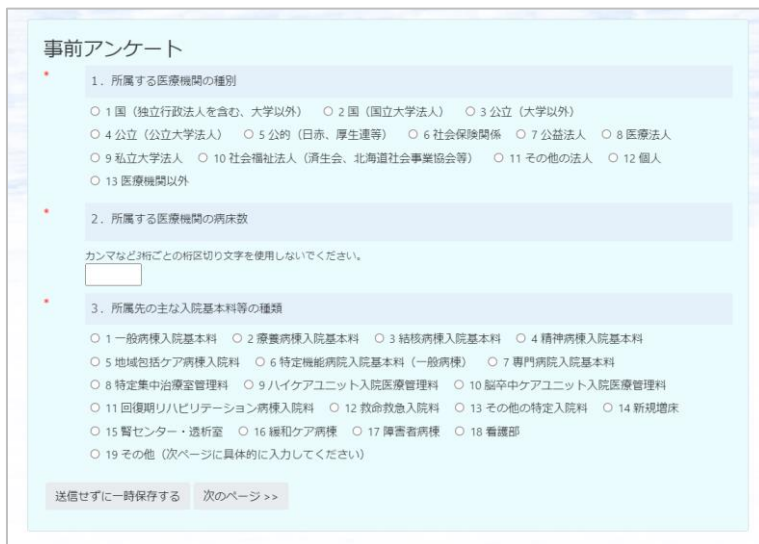 事前アンケート
* 1．所属する医療機関の種別
○ 1 国（独立行政法人を含む、大学以外） ○ 2 国（国立大学法人） ○ 3 公立（大学以外）
○ 4 公立（公立大学法人） ○ 5 公的（日赤、厚生連等） ○ 6 社会保険関係 ○ 7 公益法人 ○ 8 医療法人
○ 9 私立大学法人 ○ 10 社会福祉法人（済生会、北海道社会事業協会等） ○ 11 その他の法人 ○ 12 個人
○ 13 医療機関以外
* 2．所属する医療機関の病床数
カンマなど3桁ごとの桁区切り文字を使用しないでください。
* 3．所属先の主な入院基本料等の種類
○ 1 一般病棟入院基本料 ○ 2 療養病棟入院基本料 ○ 3 結核病棟入院基本料 ○ 4 精神病棟入院基本料
○ 5 地域包括ケア病棟入院料 ○ 6 特定機能病院入院基本料（一般病棟） ○ 7 専門病院入院基本料
○ 8 特定集中治療室管理料 ○ 9 ハイケアユニット入院医療管理料 ○ 10 脳卒中ケアユニット入院医療管理料
○ 11 回復期リハビリテーション病棟入院料 ○ 12 救命救急入院料 ○ 13 その他の特定入院料 ○ 14 新規増床
○ 15 腎センター・透析室 ○ 16 緩和ケア病棟 ○ 17 障害者病棟 ○ 18 看護部
○ 19 その他（次ページに具体的に入力してください）
送信せずに一時保存する 次のページ >>